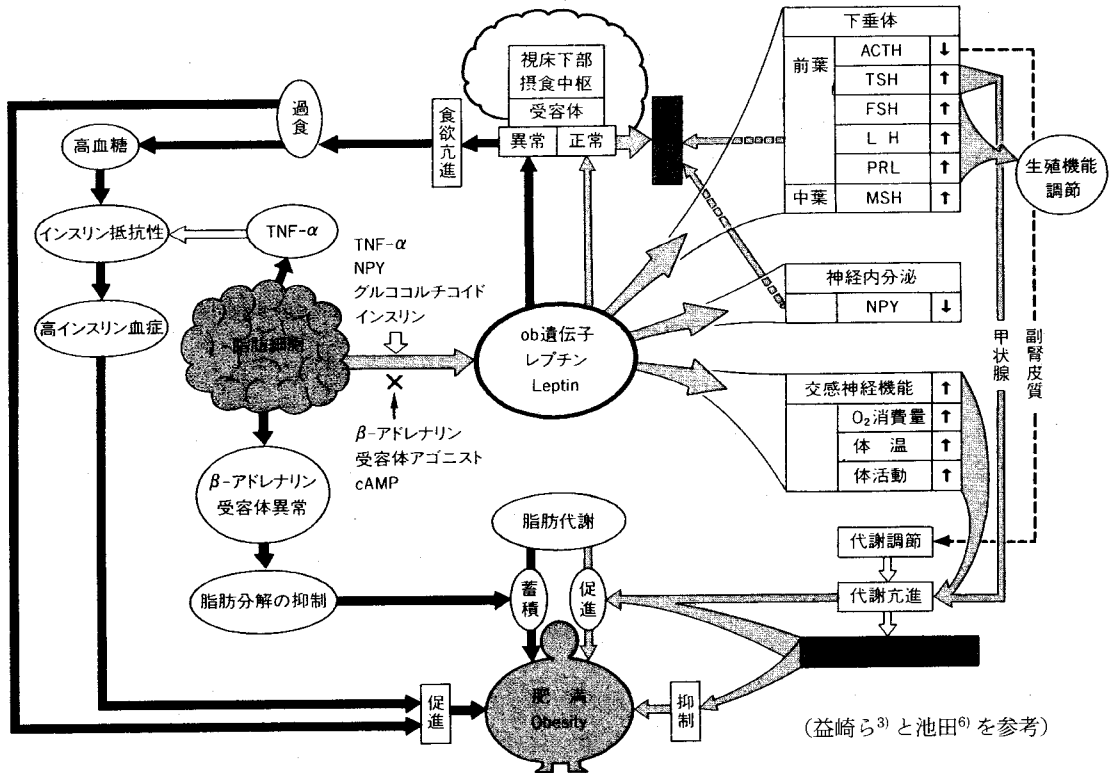 下垂体
前葉
ACTH ↓
TSH ↑
FSH ↑
LH ↑
PRL ↑
中葉
MSH ↑
視床下部
摂食中枢
受容体
異常
正常
食欲亢進
過食
高血糖
インスリン抵抗性
TNF-α
高インスリン血症
脂肪細胞
TNF-α
NPY
グルココルチコイド
インスリン
×
β-アドレナリン
受容体アゴニスト
cAMP
ob遺伝子
レプチン
Leptin
神経内分泌
NPY ↓
生殖機能
調節
甲状腺
副腎皮質
交感神経機能 ↑
O₂消費量 ↑
体 温 ↑
体活動 ↑
β-アドレナリン
受容体異常
脂肪分解の抑制
脂肪代謝
蓄積
促進
代謝調節
代謝亢進
促進
肥 満
Obesity
抑制
(益崎ら³⁾と池田⁶⁾を参考)